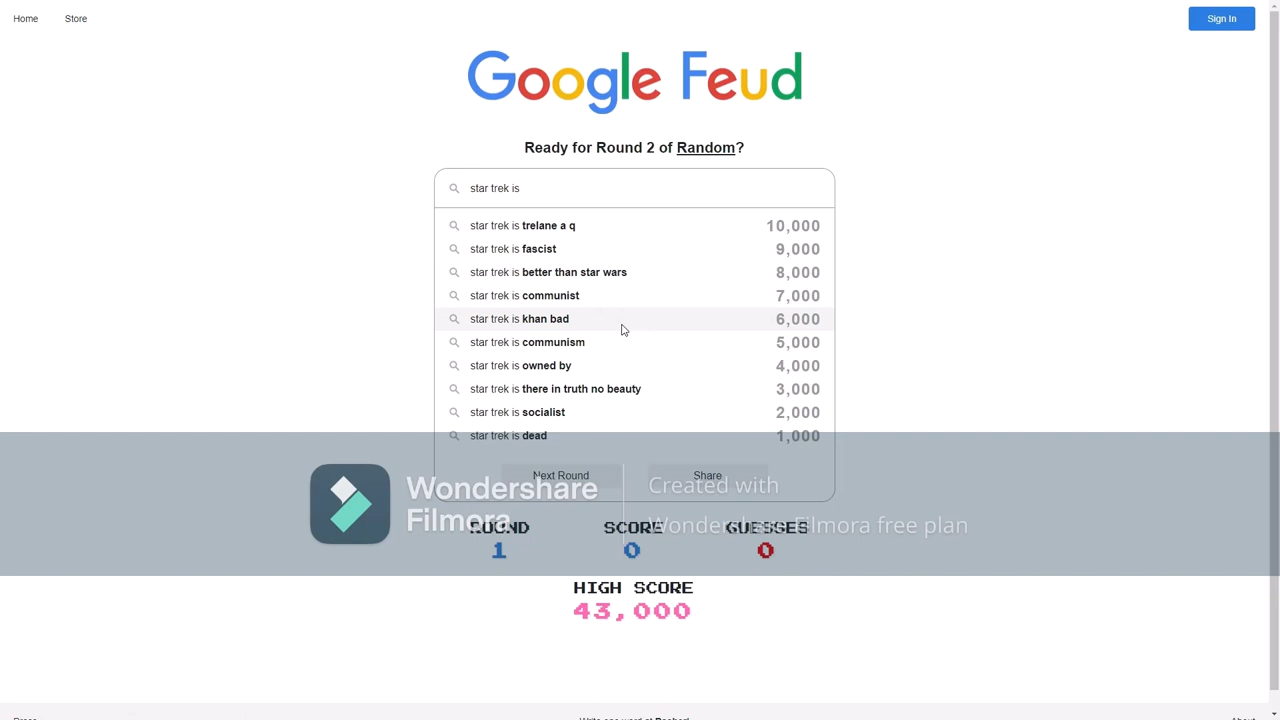 Home Store Sign In
Google Feud
Ready for Round 2 of Random?
star trek is
star trek is trelane a q 10,000
star trek is fascist 9,000
star trek is better than star wars 8,000
star trek is communist 7,000
star trek is khan bad 6,000
star trek is communism 5,000
star trek is owned by 4,000
star trek is there in truth no beauty 3,000
star trek is socialist 2,000
star trek is dead 1,000
Next Round Share
Wondershare
Filmora
Created with
Wondershare Filmora free plan
ROUND SCORE GUESSES
1 0 0
HIGH SCORE
43,000